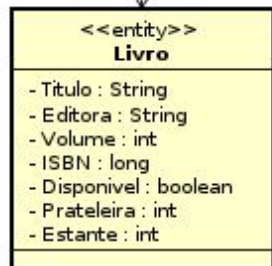 <<entity>>
Livro
- Titulo : String
- Editora : String
- Volume : int
- ISBN : long
- Disponivel : boolean
- Prateleira : int
- Estante : int